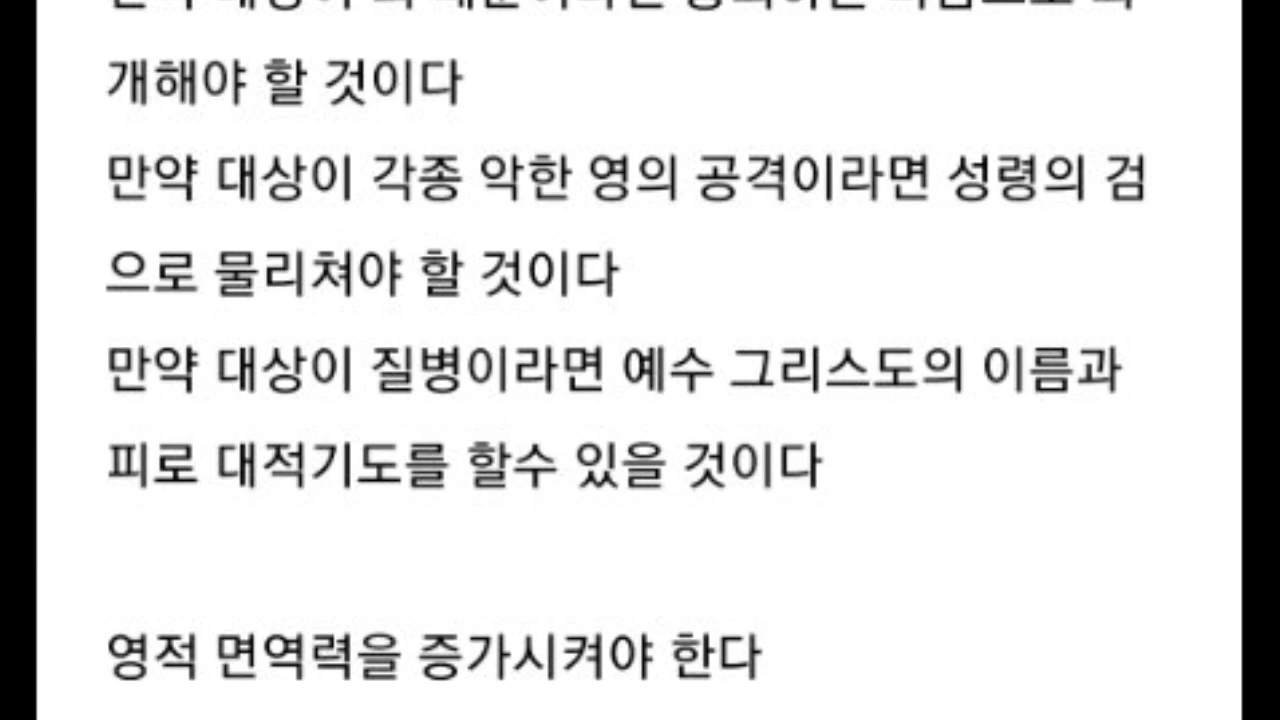 개해야 할 것이다
만약 대상이 각종 악한 영의 공격이라면 성령의 검
으로 물리쳐야 할 것이다
만약 대상이 질병이라면 예수 그리스도의 이름과
피로 대적기도를 할수 있을 것이다
영적 면역력을 증가시켜야 한다